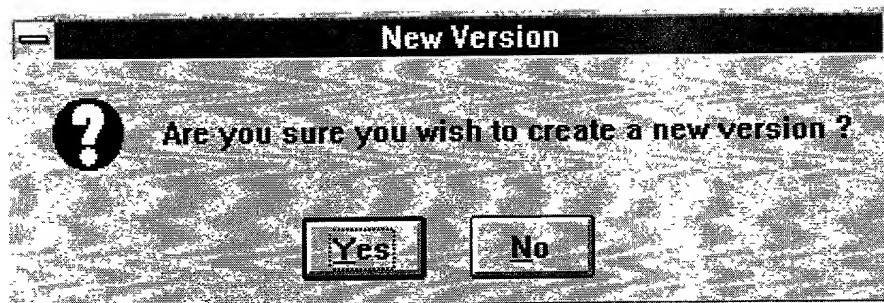 New Version
Are you sure you wish to create a new version ?
Yes
No